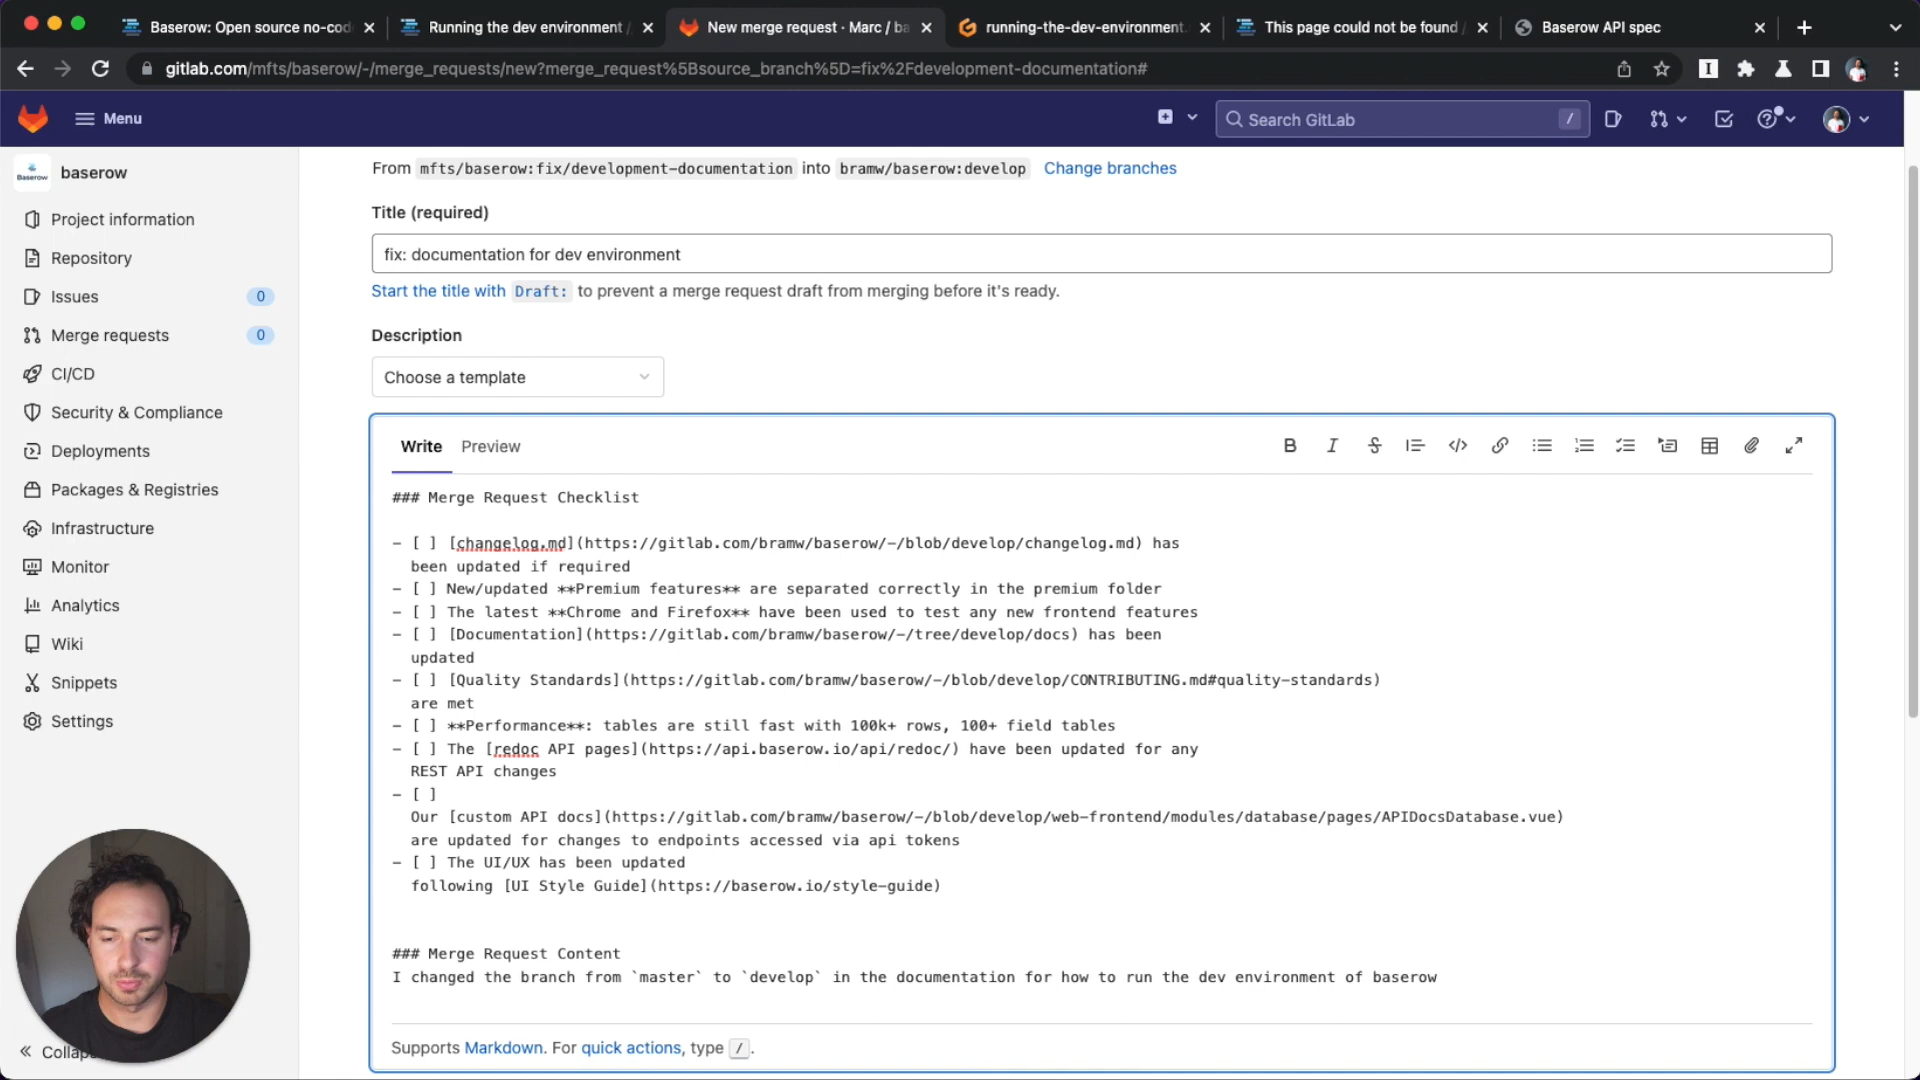 Baserow: Open source no-cod
Running the dev environment /
New merge request · Marc / ba
running-the-dev-environment.
This page could not be found /
Baserow API spec
gitlab.com/mfts/baserow/-/merge_requests/new?merge_request%5Bsource_branch%5D=fix%2Fdevelopment-documentation#
Menu
Search GitLab
/
Baserow
baserow
Project information
Repository
Issues 0
Merge requests 0
CI/CD
Security & Compliance
Deployments
Packages & Registries
Infrastructure
Monitor
Analytics
Wiki
Snippets
Settings
Collap
From mfts/baserow:fix/development-documentation into bramw/baserow:develop Change branches
Title (required)
fix: documentation for dev environment
Start the title with Draft: to prevent a merge request draft from merging before it's ready.
Description
Choose a template
Write Preview
### Merge Request Checklist
- [ ] [changelog.md](https://gitlab.com/bramw/baserow/-/blob/develop/changelog.md) has
been updated if required
- [ ] New/updated **Premium features** are separated correctly in the premium folder
- [ ] The latest **Chrome and Firefox** have been used to test any new frontend features
- [ ] [Documentation](https://gitlab.com/bramw/baserow/-/tree/develop/docs) has been
updated
- [ ] [Quality Standards](https://gitlab.com/bramw/baserow/-/blob/develop/CONTRIBUTING.md#quality-standards)
are met
- [ ] **Performance**: tables are still fast with 100k+ rows, 100+ field tables
- [ ] The [redoc API pages](https://api.baserow.io/api/redoc/) have been updated for any
REST API changes
- [ ]
Our [custom API docs](https://gitlab.com/bramw/baserow/-/blob/develop/web-frontend/modules/database/pages/APIDocsDatabase.vue)
are updated for changes to endpoints accessed via api tokens
- [ ] The UI/UX has been updated
following [UI Style Guide](https://baserow.io/style-guide)
### Merge Request Content
I changed the branch from `master` to `develop` in the documentation for how to run the dev environment of baserow
Supports Markdown. For quick actions, type /.